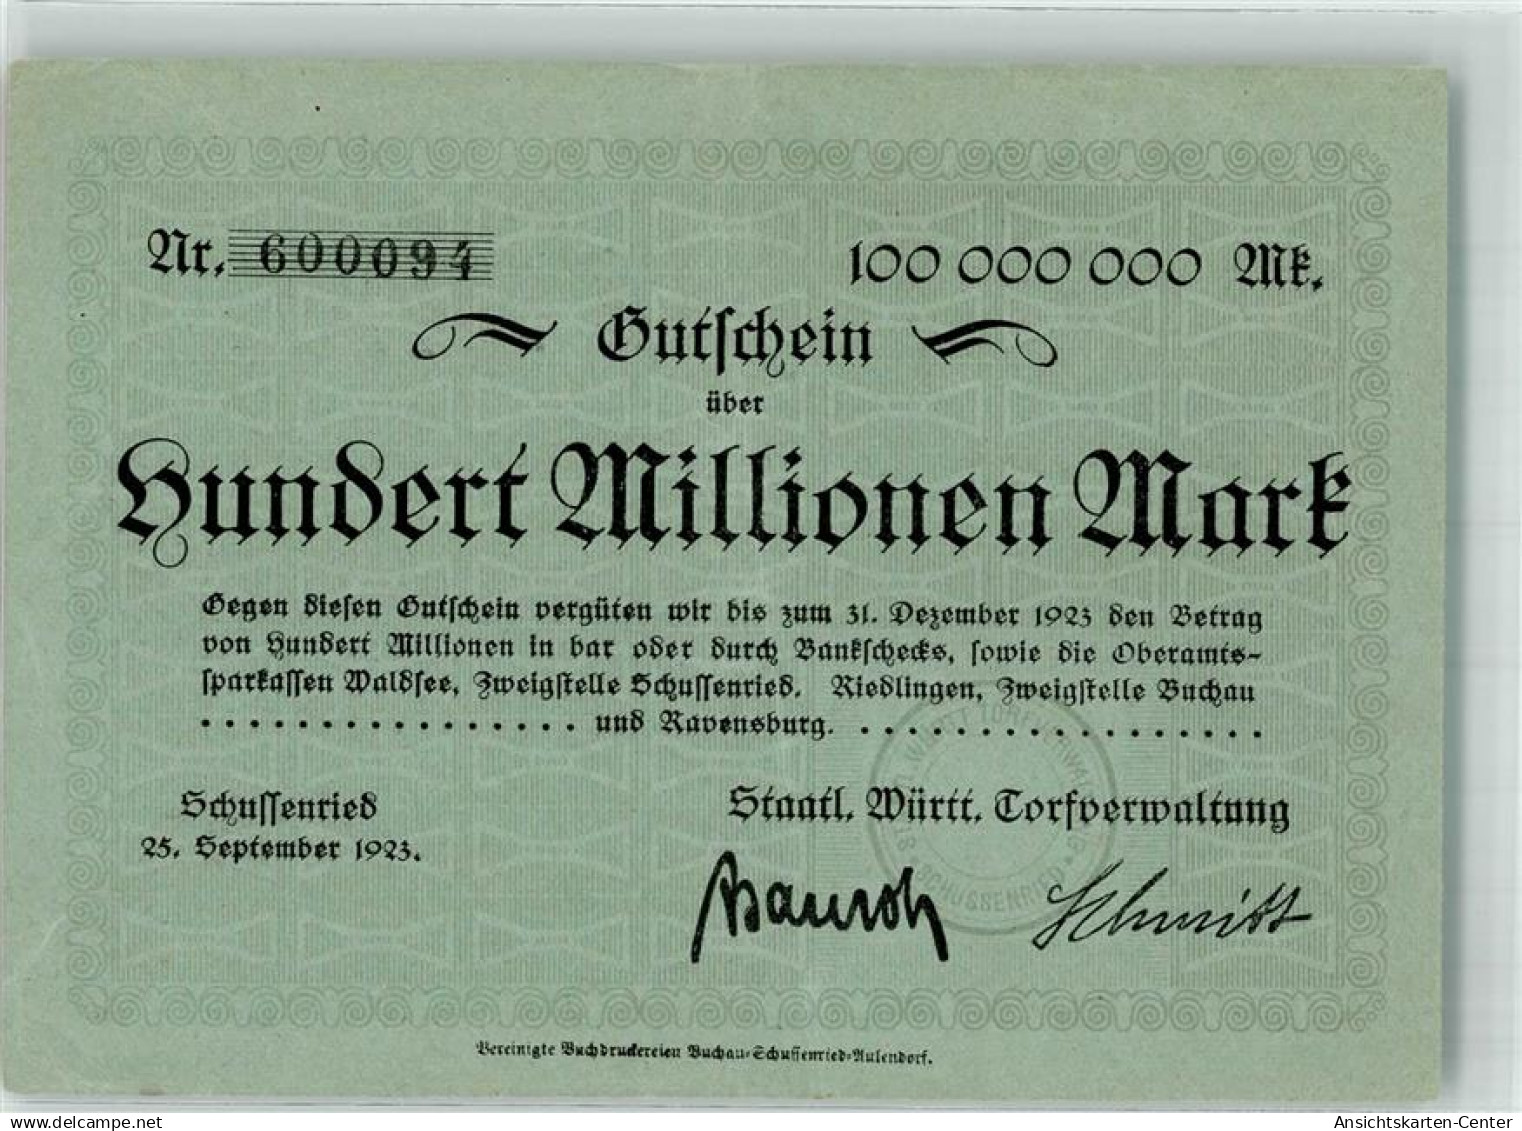 Nr. 600094
100 000 000 Mk.
Gutschein
über
Hundert Millionen Mark
Gegen diesen Gutschein vergüten wir bis zum 31. Dezember 1923 den Betrag
von Hundert Millionen in bar oder durch Bankschecks, sowie die Oberamts-
sparkassen Waldsee, Zweigstelle Schussenried. Riedlingen, Zweigstelle Buchau
. . . . . . . . . . . . . . . . und Ravensburg. . . . . . . . . . . . . . . . . .
Schussenried
25. September 1923.
Staatl. Württ. Torfverwaltung
WÜRTT. TORFVERWALTUNG
SCHUSSENRIED
Schmitt
Vereinigte Buchdruckereien Buchau-Schussenried-Aulendorf.
delcampe.net
Ansichtskarten-Center